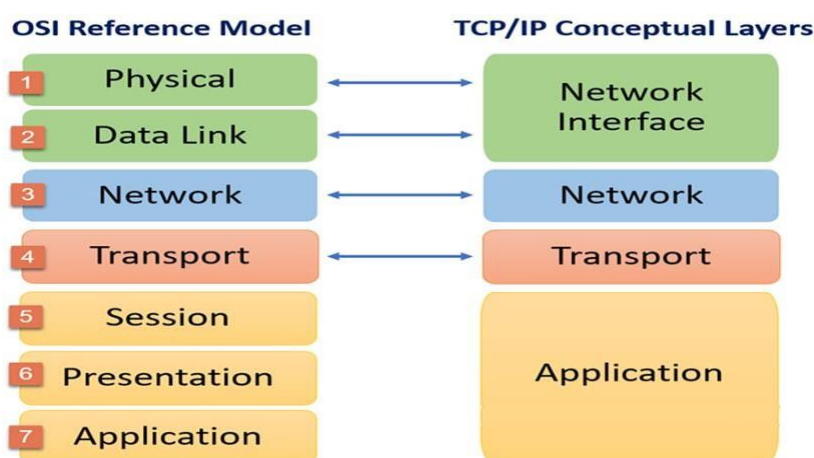 OSI Reference Model
TCP/IP Conceptual Layers
1 Physical
2 Data Link
Network
Interface
3 Network
Network
4 Transport
Transport
5 Session
6 Presentation
7 Application
Application